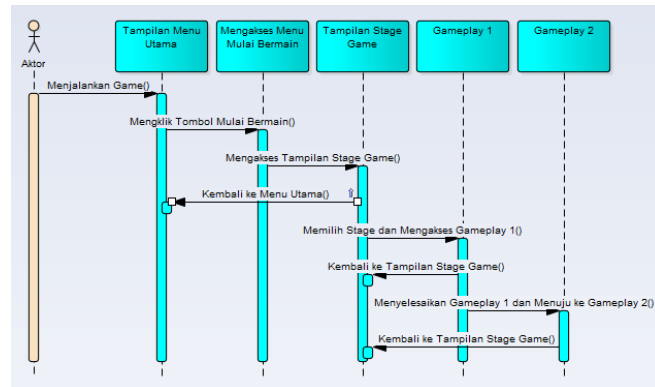 Aktor
Tampilan Menu
Utama
Mengakses Menu
Mulai Bermain
Tampilan Stage
Game
Gameplay 1
Gameplay 2
Menjalankan Game()
Mengklik Tombol Mulai Bermain()
Mengakses Tampilan Stage Game()
Kembali ke Menu Utama()
Memilih Stage dan Mengakses Gameplay 1()
Kembali ke Tampilan Stage Game()
Menyelesaikan Gameplay 1 dan Menuju ke Gameplay 2()
Kembali ke Tampilan Stage Game()